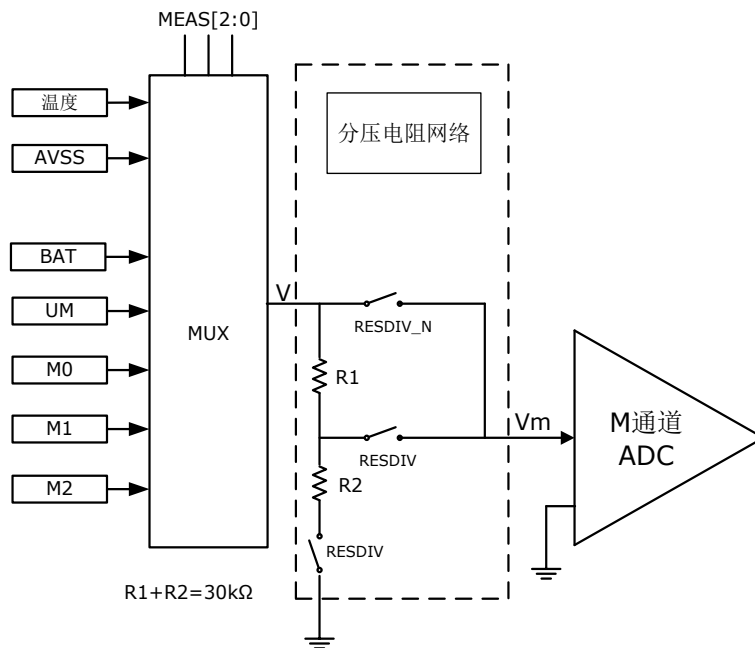 MEAS[2:0]
温度
AVSS
BAT
UM
M0
M1
M2
MUX
分压电阻网络
V
RESDIV_N
R1
RESDIV
R2
RESDIV
Vm
M通道
ADC
R1+R2=30kΩ